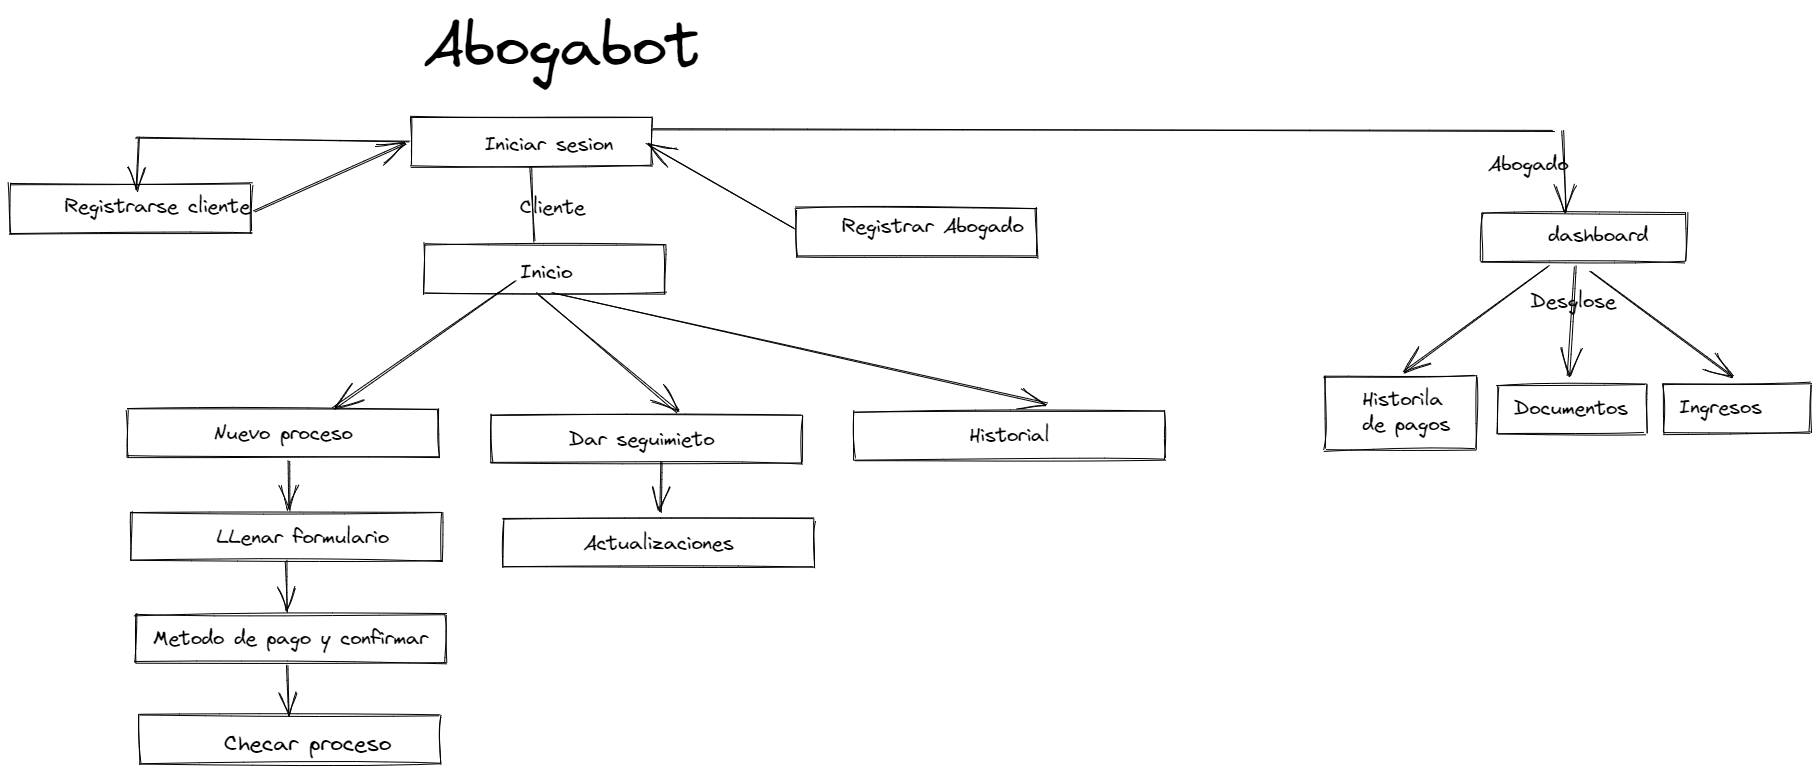 Abogabot
Iniciar sesion
Abogado
Registrarse cliente
Cliente
Registrar Abogado
dashboard
Inicio
Desglose
Historila
de pagos
Documentos
Ingresos
Nuevo proceso
Dar seguimieto
Historial
LLenar formulario
Actualizaciones
Metodo de pago y confirmar
Checar proceso